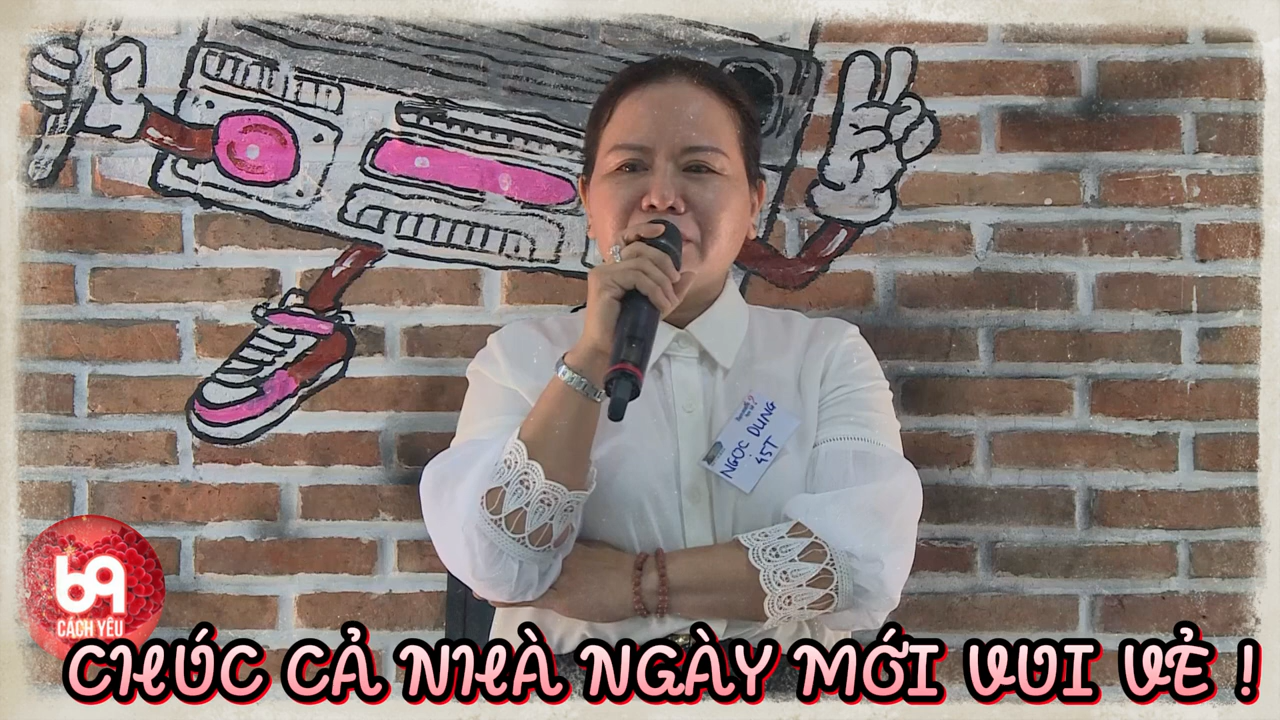 NGỌC DUNG
45T
69
CÁCH YÊU
CHÚC CẢ NHÀ NGÀY MỚI VUI VẺ !